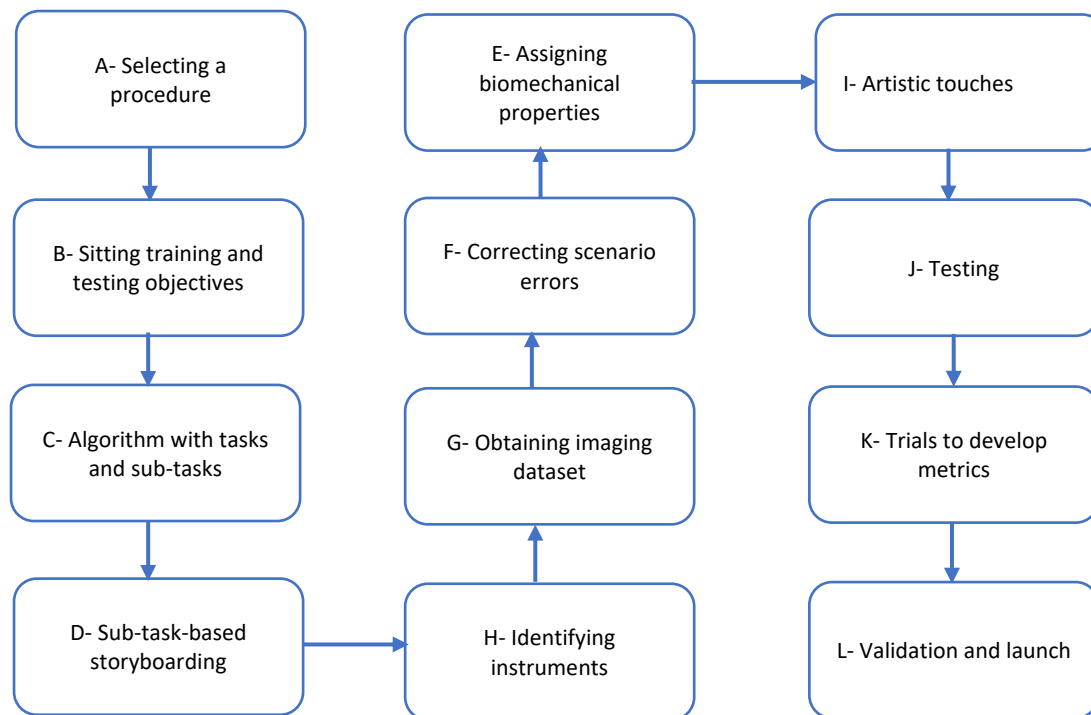 A- Selecting a
procedure
B- Sitting training and
testing objectives
C- Algorithm with tasks
and sub-tasks
D- Sub-task-based
storyboarding
E- Assigning
biomechanical
properties
F- Correcting scenario
errors
G- Obtaining imaging
dataset
H- Identifying
instruments
I- Artistic touches
J- Testing
K- Trials to develop
metrics
L- Validation and launch